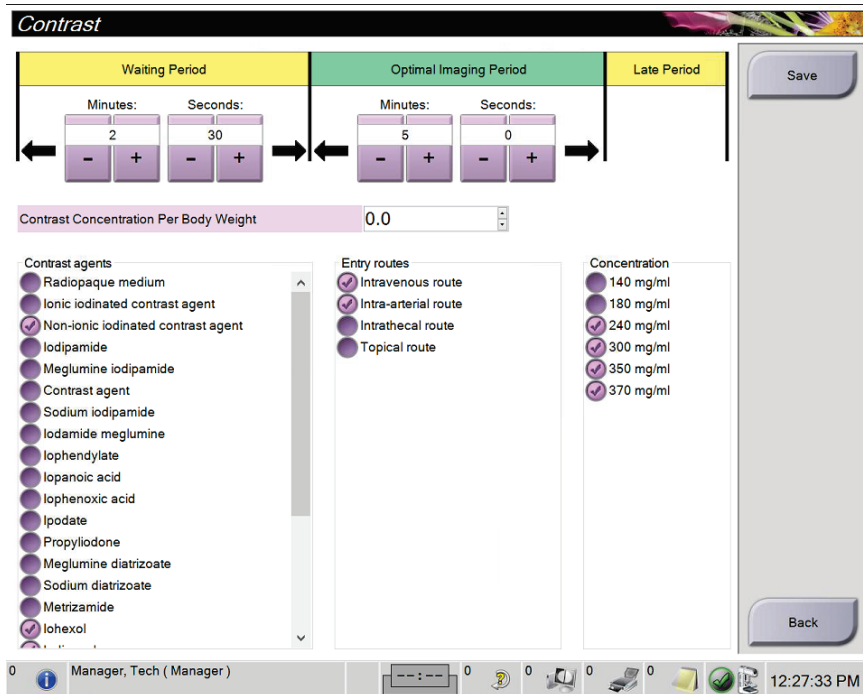 Contrast
Waiting Period
Optimal Imaging Period
Late Period
Save
Minutes:
Seconds:
Minutes:
Seconds:
2
30
5
0
- + - +
- + - +
Contrast Concentration Per Body Weight
0.0
Contrast agents
Radiopaque medium
Ionic iodinated contrast agent
Non-ionic iodinated contrast agent
Iodipamide
Meglumine iodipamide
Contrast agent
Sodium iodipamide
Iodamide meglumine
Iophendylate
Iopanoic acid
Iophenoxic acid
Ipodate
Propyliodone
Meglumine diatrizoate
Sodium diatrizoate
Metrizamide
Iohexol
Entry routes
Intravenous route
Intra-arterial route
Intrathecal route
Topical route
Concentration
140 mg/ml
180 mg/ml
240 mg/ml
300 mg/ml
350 mg/ml
370 mg/ml
Back
0
Manager, Tech ( Manager )
--:--
0
0
0
0
12:27:33 PM